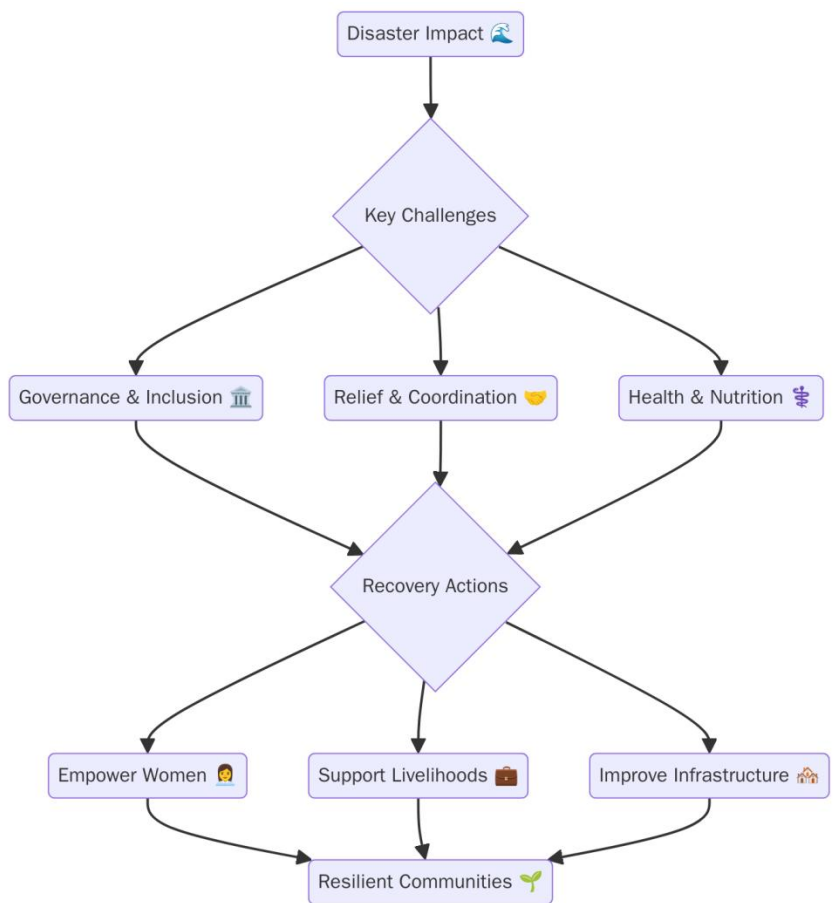 Disaster Impact 🌊
Key Challenges
Governance & Inclusion 🏛️
Relief & Coordination 🤝
Health & Nutrition ⚕️
Recovery Actions
Empower Women 👩‍💼
Support Livelihoods 💼
Improve Infrastructure 🏘️
Resilient Communities 🌱